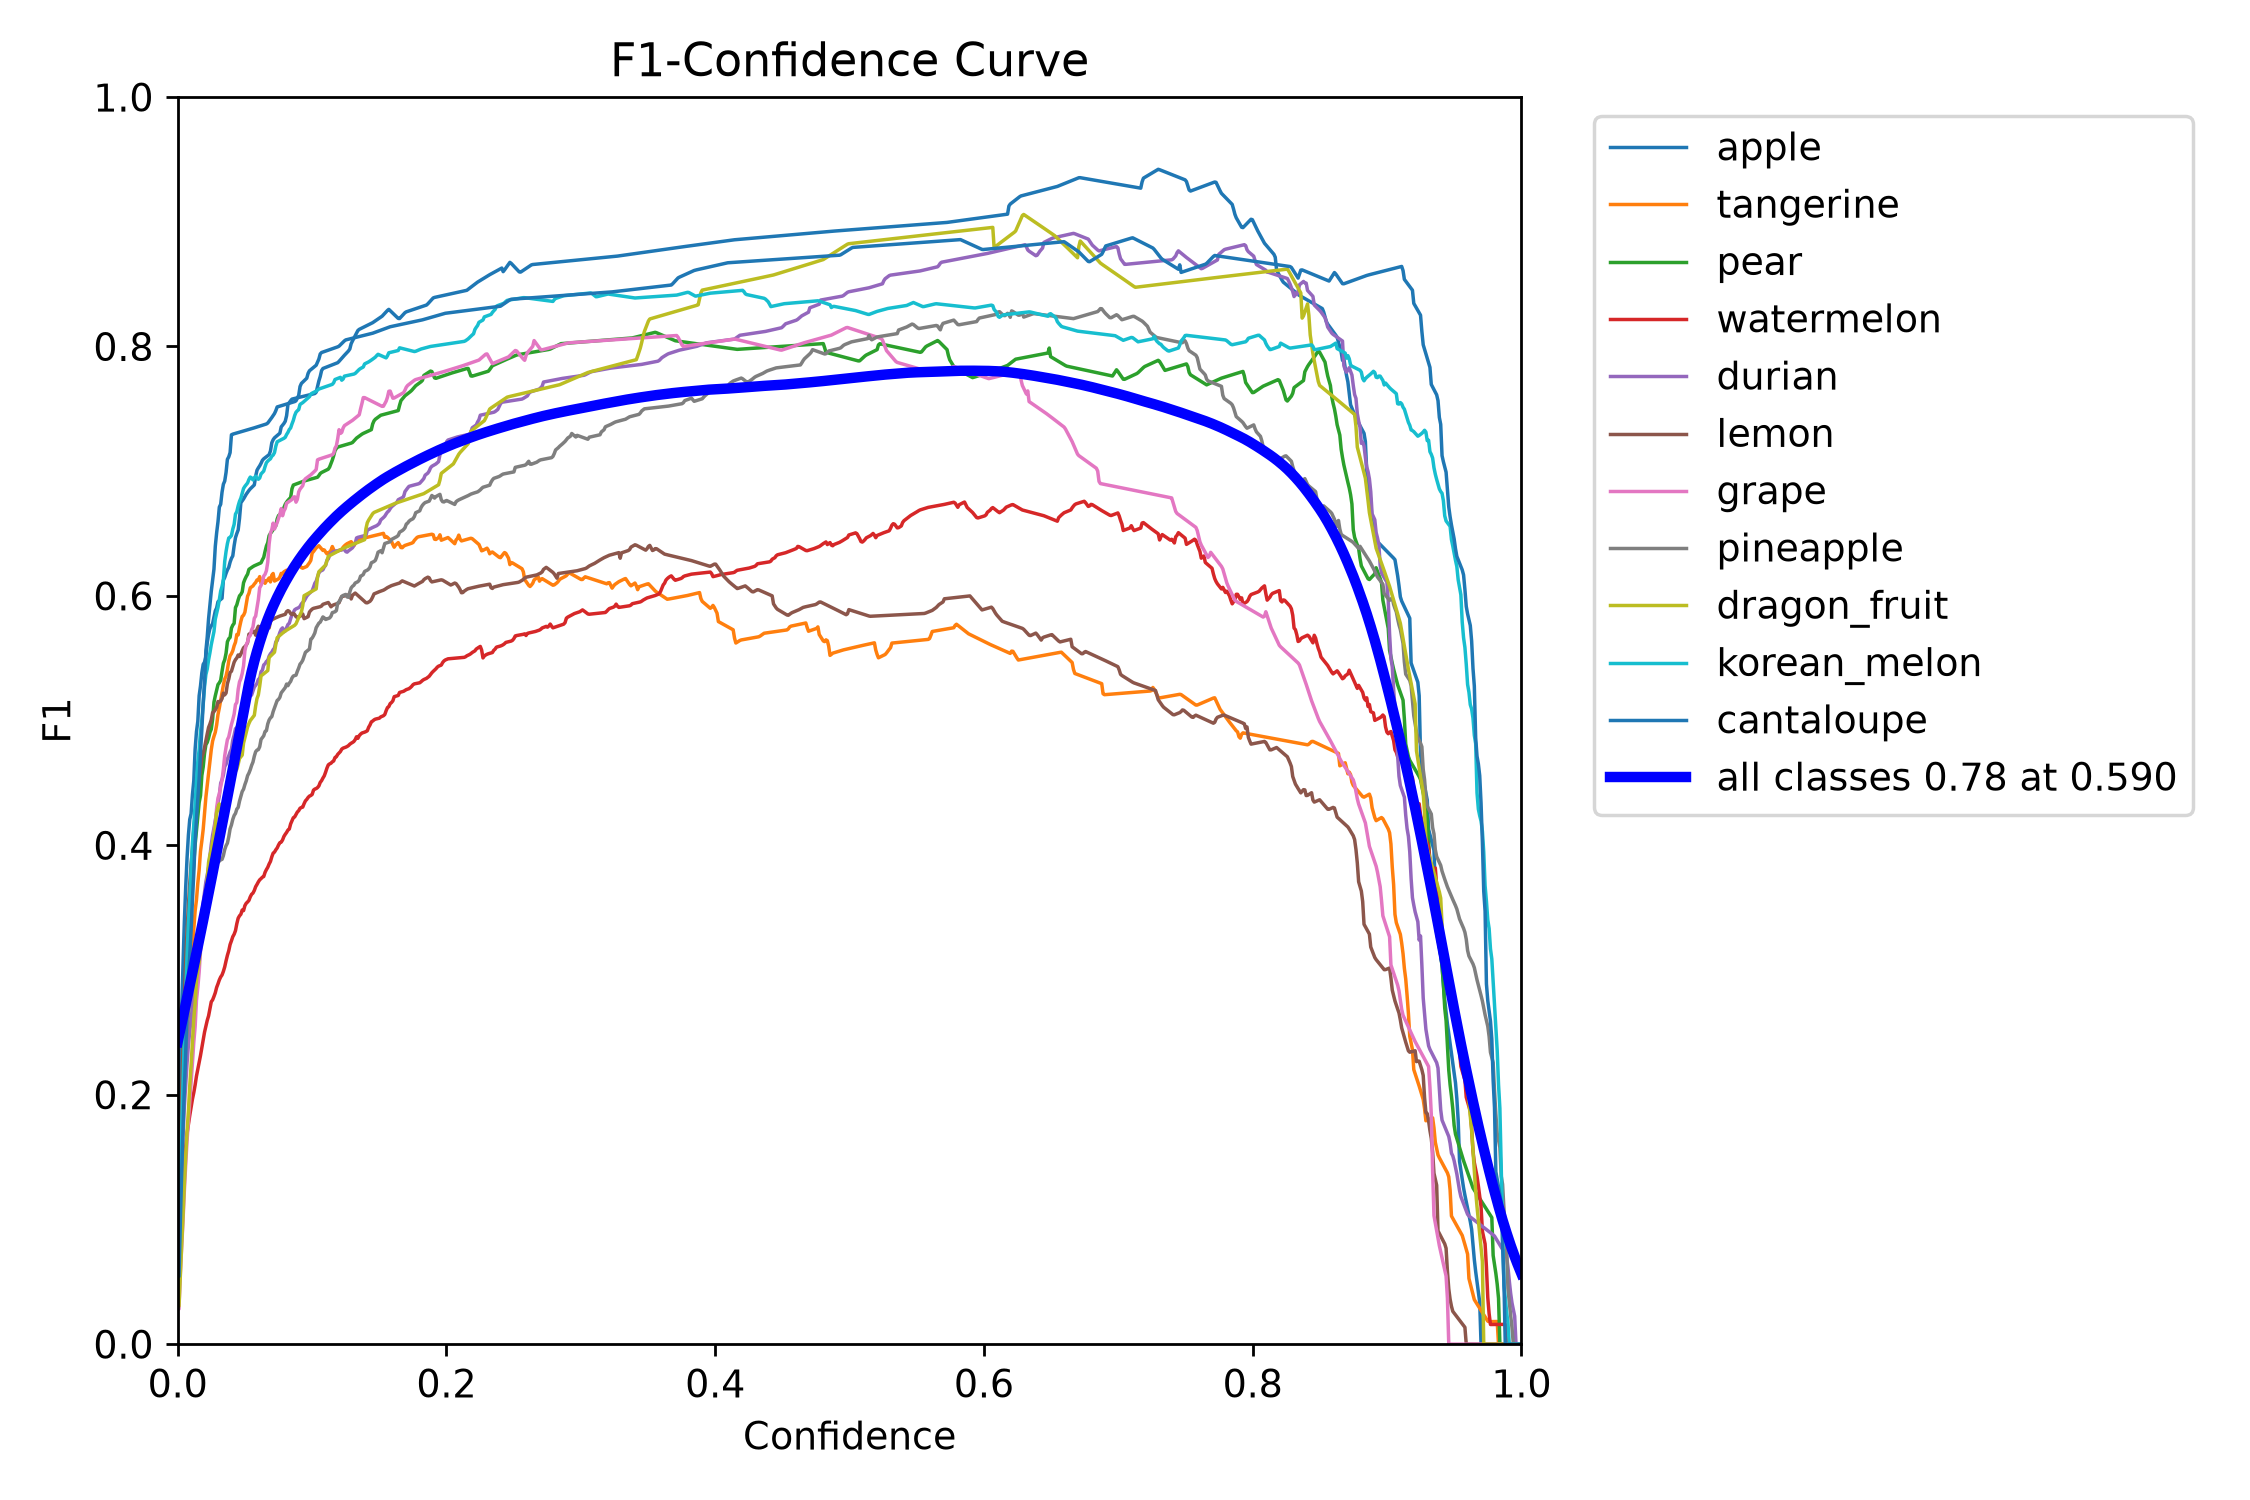 F1-Confidence Curve
1.0
0.8
0.6
0.4
0.2
0.0
F1
0.0 0.2 0.4 0.6 0.8 1.0
Confidence
apple
tangerine
pear
watermelon
durian
lemon
grape
pineapple
dragon_fruit
korean_melon
cantaloupe
all classes 0.78 at 0.590